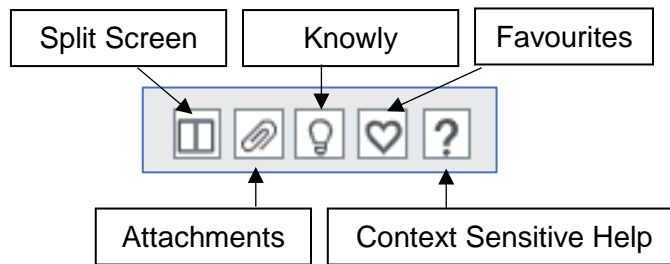 Split Screen
Knowly
Favourites
?
Attachments
Context Sensitive Help